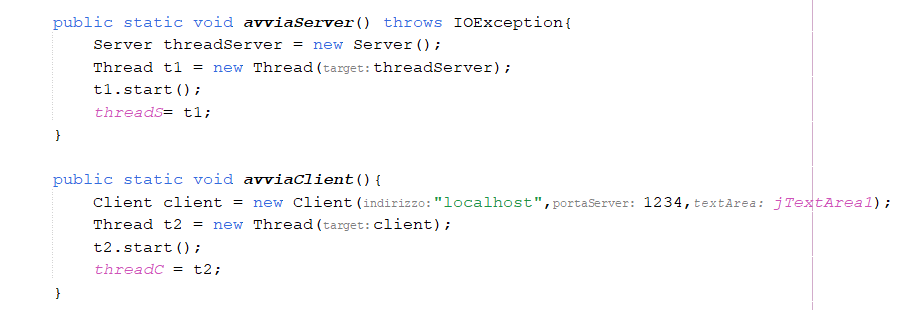 public static void avviaServer() throws IOException{
    Server threadServer = new Server();
    Thread t1 = new Thread(target: threadServer);
    t1.start();
    threadS= t1;
}

public static void avviaClient(){
    Client client = new Client(indirizzo: "localhost",portaServer: 1234,textArea: jTextArea1);
    Thread t2 = new Thread(target: client);
    t2.start();
    threadC = t2;
}